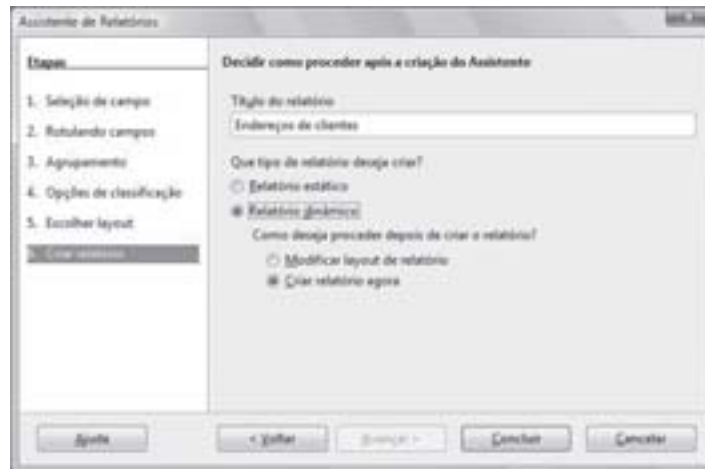 Assistente de Relatórios
Etapas
1. Seleção de campo
2. Rotulando campos
3. Agrupamento
4. Opções de classificação
5. Escolher layout
6. Criar relatório
Decidir como proceder após a criação do Assistente
Título do relatório
Endereços de clientes
Que tipo de relatório deseja criar?
Relatório estático
Relatório dinâmico
Como deseja proceder depois de criar o relatório?
Modificar layout de relatório
Criar relatório agora
Ajuda
< Voltar
Avançar >
Concluir
Cancelar